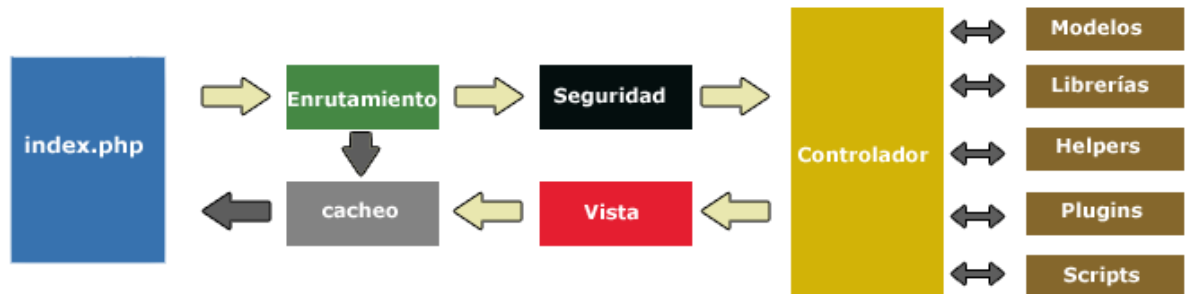 index.php
Enrutamiento
Seguridad
Controlador
cacheo
Vista
Modelos
Librerías
Helpers
Plugins
Scripts